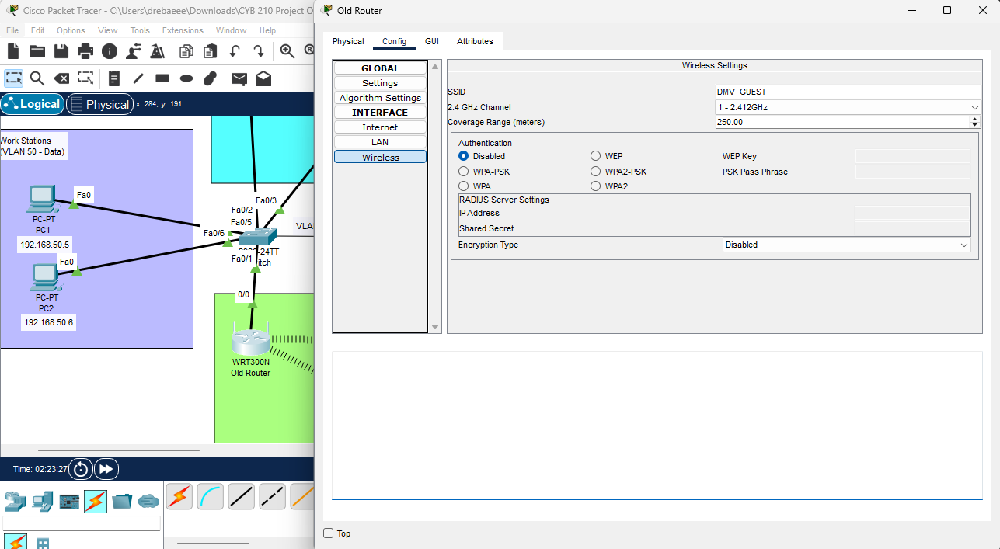 Cisco Packet Tracer - C:\Users\drebaeee\Downloads\CYB 210 Project O
File Edit Options View Tools Extensions Window Help
Logical Physical x: 284, y: 191
Work Stations
(VLAN 50 - Data)
Fa0
PC-PT
PC1
192.168.50.5
Fa0
PC-PT
PC2
192.168.50.6
Fa0/3
Fa0/2
Fa0/5
Fa0/6
VLA
-24TT
Fa0/1
itch
0/0
WRT300N
Old Router
Time: 02:23:27
Old Router
Physical Config GUI Attributes
GLOBAL
Settings
Algorithm Settings
INTERFACE
Internet
LAN
Wireless
Wireless Settings
SSID DMV_GUEST
2.4 GHz Channel 1 - 2.412GHz
Coverage Range (meters) 250.00
Authentication
Disabled WEP WEP Key
WPA-PSK WPA2-PSK PSK Pass Phrase
WPA WPA2
RADIUS Server Settings
IP Address
Shared Secret
Encryption Type Disabled
Top